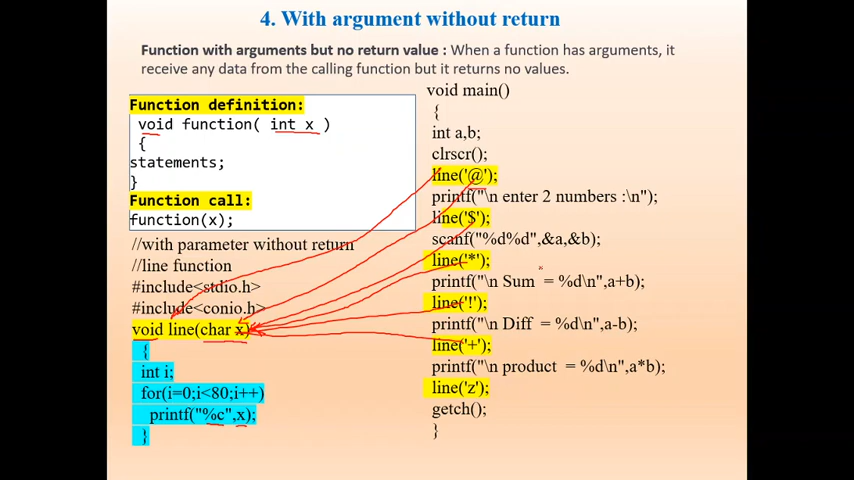 4. With argument without return
Function with arguments but no return value : When a function has arguments, it
receive any data from the calling function but it returns no values.
Function definition:
void function( int x )
{
statements;
}
Function call:
function(x);
//with parameter without return
//line function
#include<stdio.h>
#include<conio.h>
void line(char x)
{
int i;
for(i=0;i<80;i++)
printf("%c",x);
}
void main()
{
int a,b;
clrscr();
line('@');
printf("\n enter 2 numbers :\n");
line('$');
scanf("%d%d",&a,&b);
line('*');
printf("\n Sum = %d\n",a+b);
line('!');
printf("\n Diff = %d\n",a-b);
line('+');
printf("\n product = %d\n",a*b);
line('z');
getch();
}